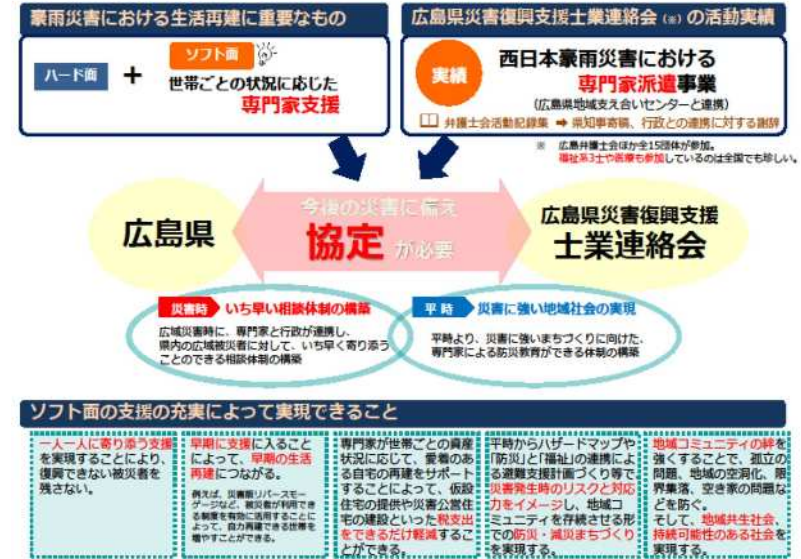 豪雨災害における生活再建に重要なもの
ハード面
+
ソフト面
世帯ごとの状況に応じた
専門家支援
広島県災害復興支援士業連絡会(※)の活動実績
実績
西日本豪雨災害における
専門家派遣事業
(広島県地域支え合いセンターと連携)
弁護士会活動記録集 ➡ 県知事寄稿、行政との連携に対する謝辞
※ 広島弁護士会ほか全15団体が参加。
福祉系3士や医療も参加しているのは全国でも珍しい。
広島県
今後の災害に備え
協定が必要
広島県災害復興支援
士業連絡会
災害時 いち早い相談体制の構築
広域災害時に、専門家と行政が連携し、
県内の広域被災者に対して、いち早く寄り添う
ことのできる相談体制の構築
平時 災害に強い地域社会の実現
平時より、災害に強いまちづくりに向けた、
専門家による防災教育ができる体制の構築
ソフト面の支援の充実によって実現できること
一人一人に寄り添う支援
を実現することにより、
復興できない被災者を
残さない。
早期に支援に入ること
によって、早期の生活
再建につながる。
例えば、災害版リバースモー
ゲージなど、被災者が利用でき
る制度を有効に活用することに
よって、自力再建できる世帯を
増やすことができる。
専門家が世帯ごとの資産
状況に応じて、愛着のあ
る自宅の再建をサポート
することによって、仮設
住宅の提供や災害公営住
宅の建設といった税支出
をできるだけ軽減するこ
とができる。
平時からハザードマップや
「防災」と「福祉」の連携によ
る避難支援計画づくり等で
災害発生時のリスクと対応
力をイメージし、地域コ
ミュニティを存続させる形
での防災・減災まちづくり
を実現する。
地域コミュニティの絆を
強くすることで、孤立の
問題、地域の空洞化、限
界集落、空き家の問題な
どを防ぐ。
そして、地域共生社会、
持続可能性のある社会を
実現する。